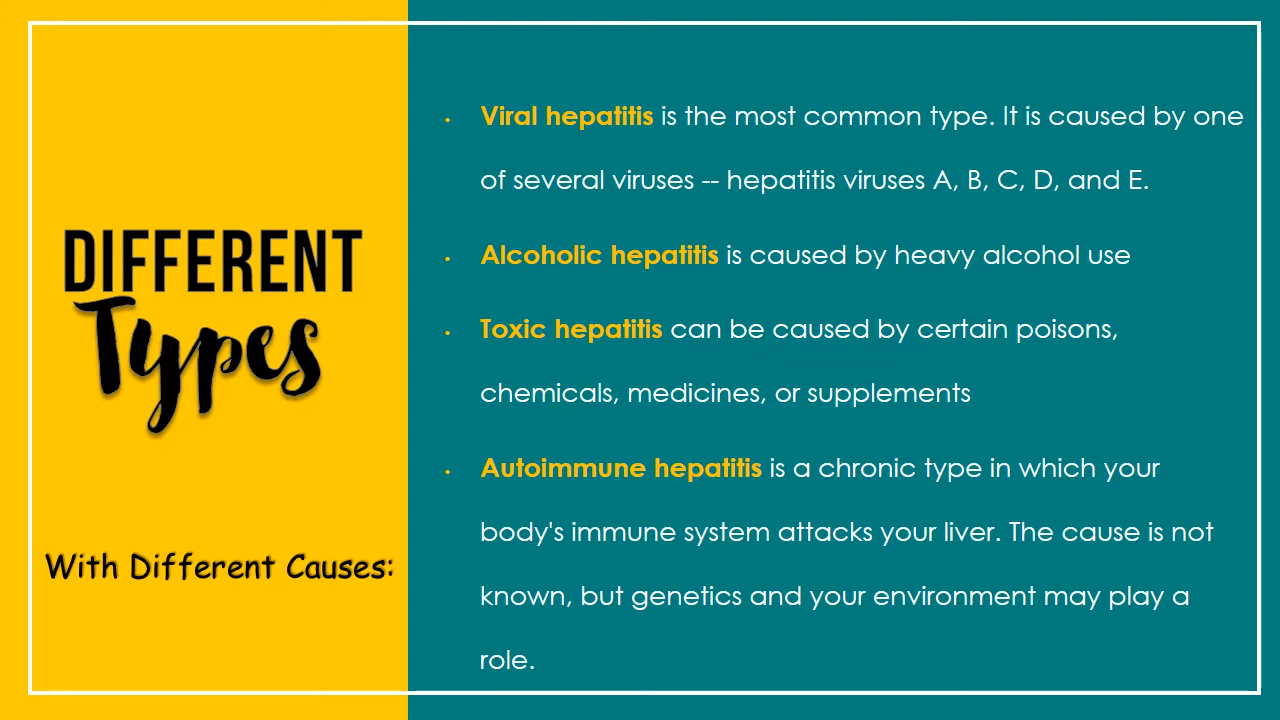 DIFFERENT
Types
With Different Causes:
• Viral hepatitis is the most common type. It is caused by one
of several viruses -- hepatitis viruses A, B, C, D, and E.
• Alcoholic hepatitis is caused by heavy alcohol use
• Toxic hepatitis can be caused by certain poisons,
chemicals, medicines, or supplements
• Autoimmune hepatitis is a chronic type in which your
body's immune system attacks your liver. The cause is not
known, but genetics and your environment may play a
role.